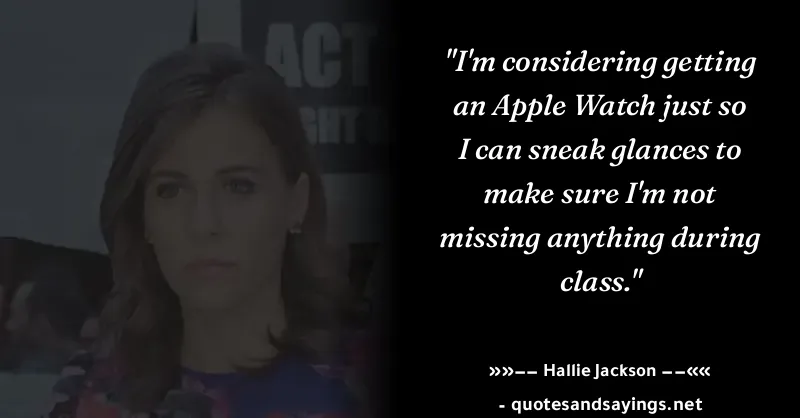 ACT
GHT
"I'm considering getting
an Apple Watch just so
I can sneak glances to
make sure I'm not
missing anything during
class."
»»−− Hallie Jackson −−««
- quotesandsayings.net